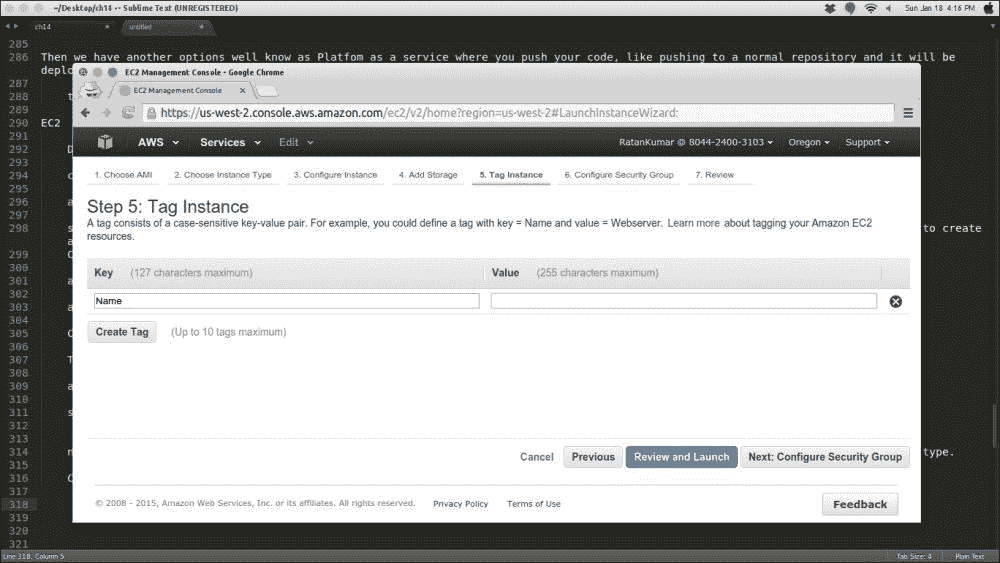 ~/Desktop/ch14 •• Sublime Text (UNREGISTERED)
Sun Jan 18 4:16 PM
ch14
untitled
285
286 Then we have another options well know as Platfom as a service where you push your code, like pushing to a normal repository and it will be
deplo
EC2 Management Console - Google Chrome
287
EC2 Management Console
288 t
289
https://us-west-2.console.aws.amazon.com/ec2/v2/home?region=us-west-2#LaunchInstanceWizard:
290 EC2
291
AWS Services Edit RatanKumar @ 8044-2400-3103 Oregon Support
292 D
293
294 c
1. Choose AMI 2. Choose Instance Type 3. Configure Instance 4. Add Storage 5. Tag Instance 6. Configure Security Group 7. Review
295
296 a
Step 5: Tag Instance
297
298 s
A tag consists of a case-sensitive key-value pair. For example, you could define a tag with key = Name and value = Webserver. Learn more about tagging your Amazon EC2
to create
resources.
a
299 C
300
Key (127 characters maximum) Value (255 characters maximum)
301 a
302
Name
303 a
304
305 C
Create Tag (Up to 10 tags maximum)
306
307 T
308
309 a
310
311 s
312
313
314 n
type.
Cancel Previous Review and Launch Next: Configure Security Group
315
316 C
317
318
© 2008 - 2015, Amazon Web Services, Inc. or its affiliates. All rights reserved. Privacy Policy Terms of Use Feedback
319
320
321
Line 318, Column 5
Tab Size: 4
Plain Text